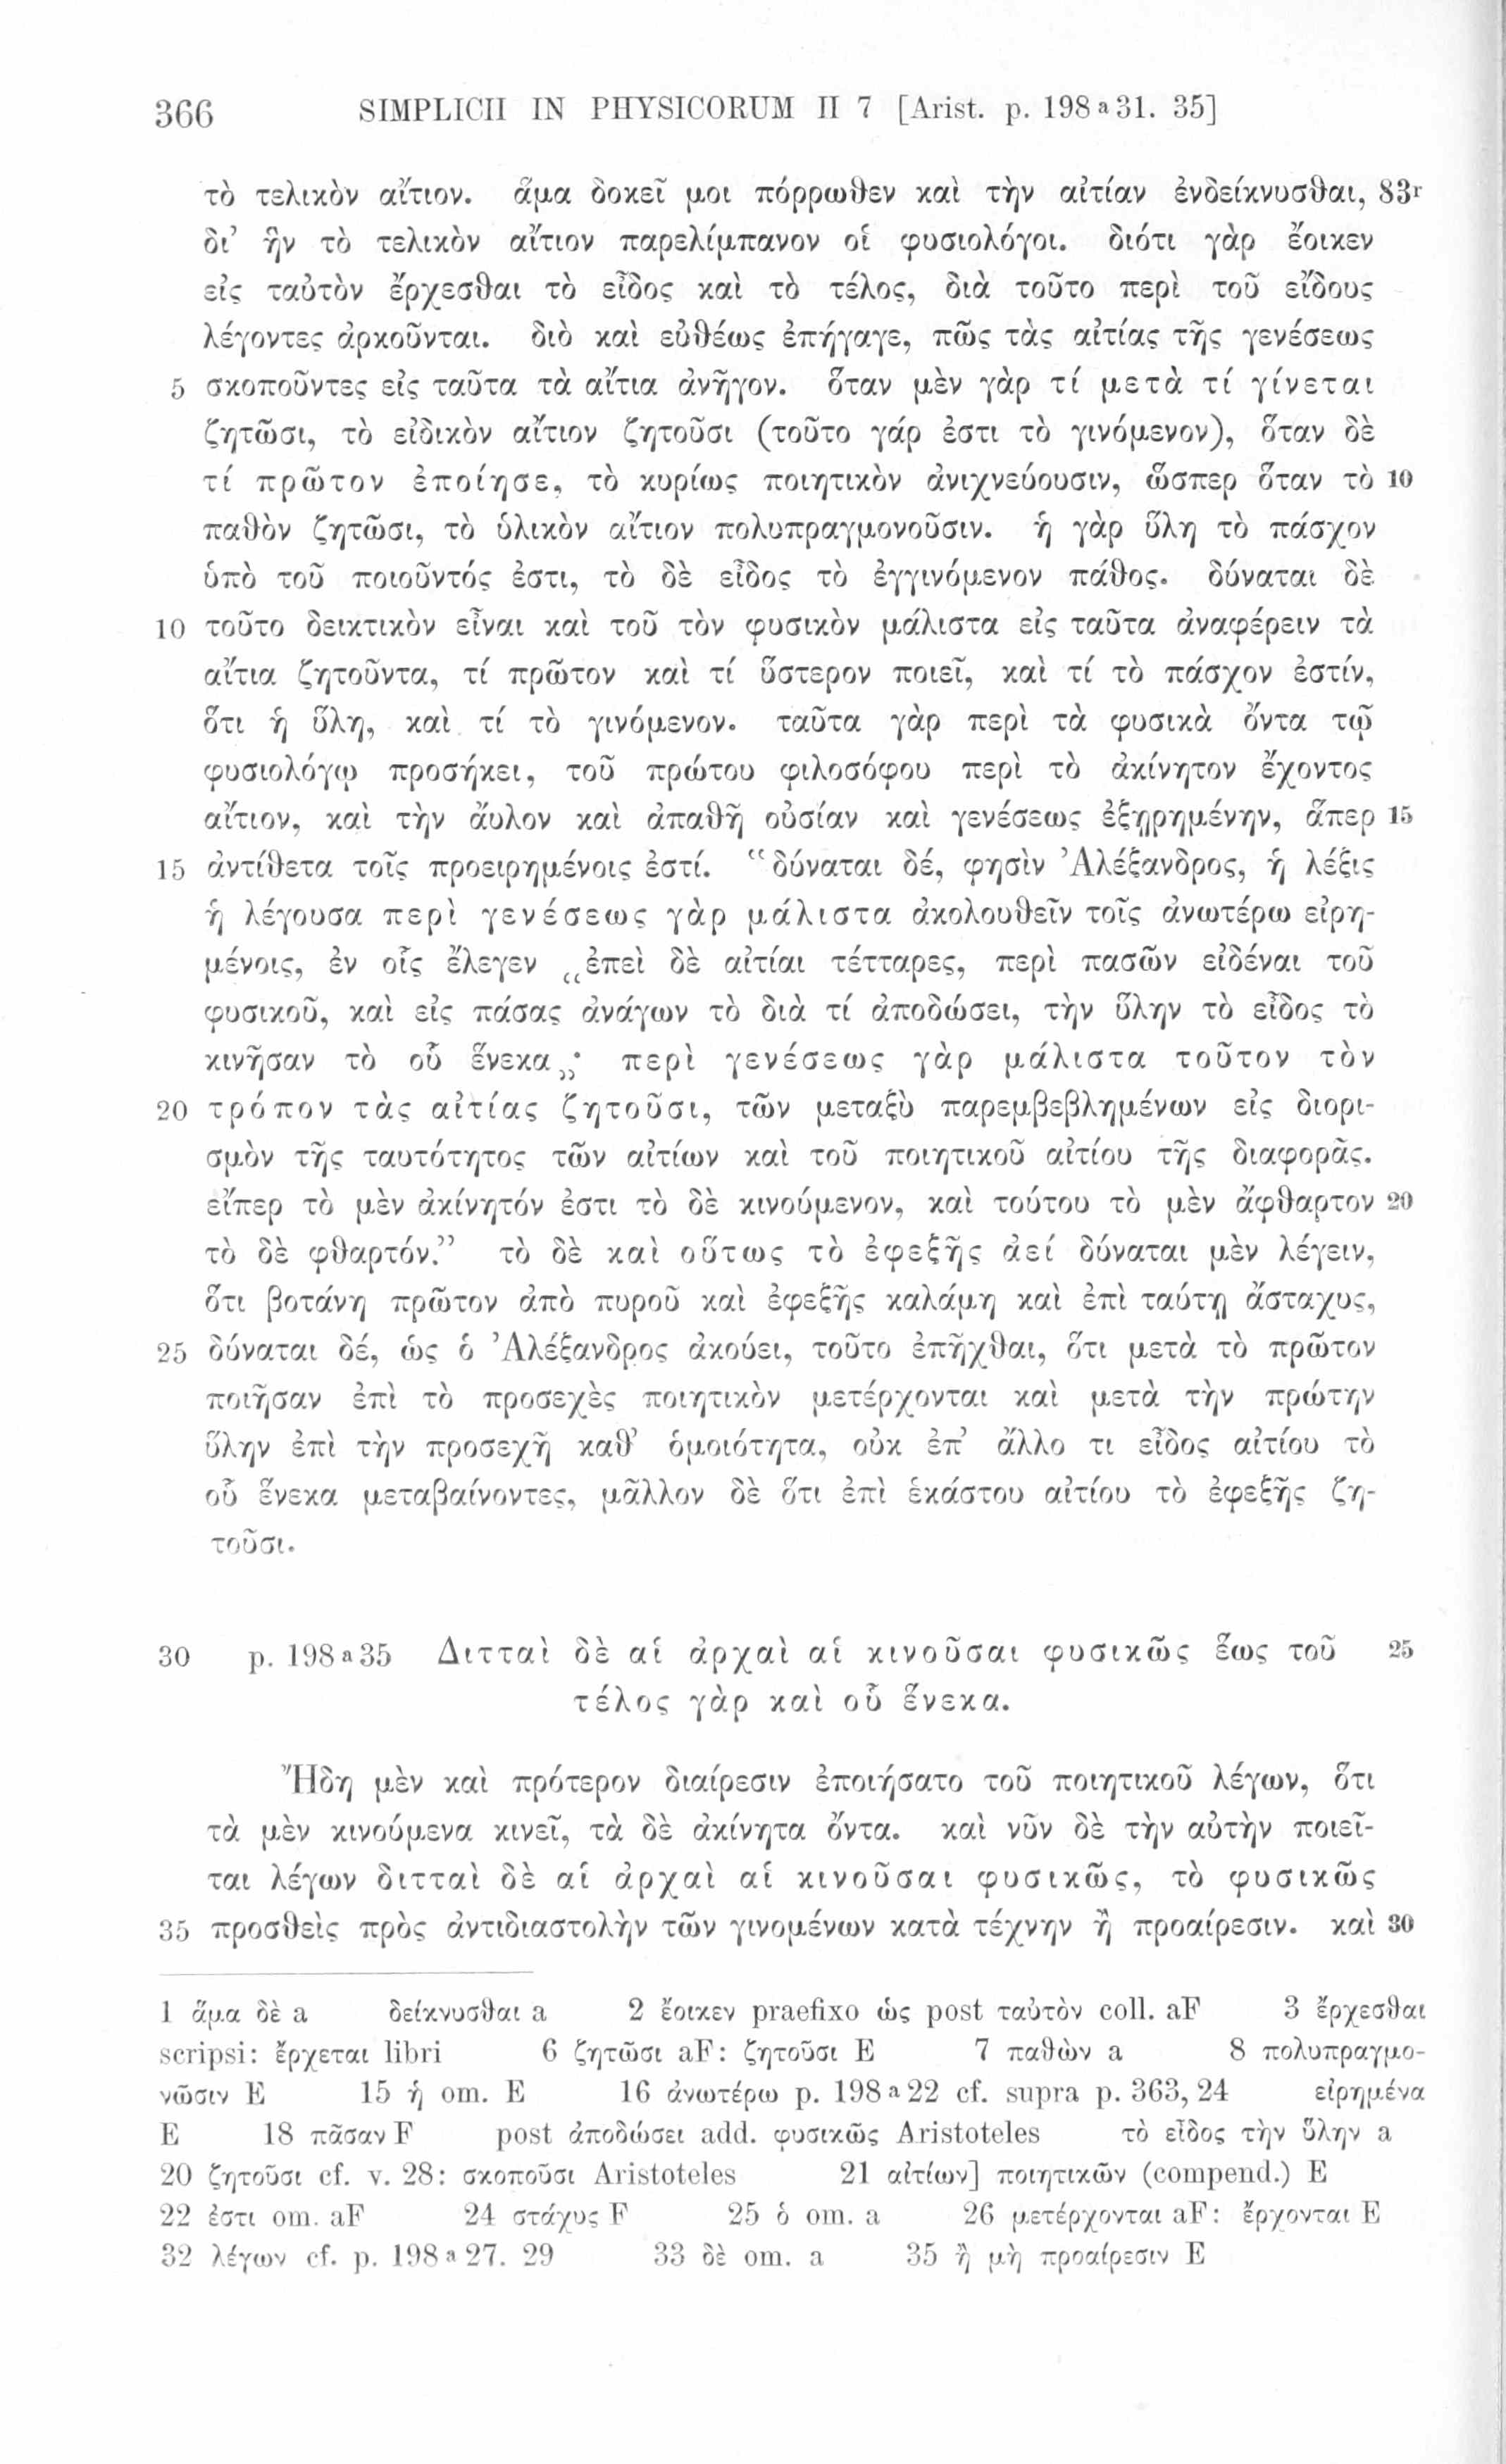 366 SIMPLICII IN PHYSICORUM II 7 [Arist. p. 198 a 31. 35]
τὸ τελικὸν αἴτιον. ἅμα δοκεῖ μοι πόρρωθεν καὶ τὴν αἰτίαν ἐνδείκνυσθαι, 83r
δι’ ἣν τὸ τελικὸν αἴτιον παρελίμπανον οἱ φυσιολόγοι. διότι γὰρ ἔοικεν
εἰς ταὐτὸν ἔρχεσθαι τὸ εἶδος καὶ τὸ τέλος, διὰ τοῦτο περὶ τοῦ εἴδους
λέγοντες ἀρκοῦνται. διὸ καὶ εὐθέως ἐπήγαγε, πῶς τὰς αἰτίας τῆς γενέσεως
5 σκοποῦντες εἰς ταῦτα τὰ αἴτια ἀνῆγον. ὅταν μὲν γὰρ τί μετὰ τί γίνεται
ζητῶσι, τὸ εἰδικὸν αἴτιον ζητοῦσι (τοῦτο γάρ ἐστι τὸ γινόμενον), ὅταν δὲ
τί πρῶτον ἐποίησε, τὸ κυρίως ποιητικὸν ἀνιχνεύουσιν, ὥσπερ ὅταν τὸ 10
παθὸν ζητῶσι, τὸ ὑλικὸν αἴτιον πολυπραγμονοῦσιν. ἡ γὰρ ὕλη τὸ πάσχον
ὑπὸ τοῦ ποιοῦντός ἐστι, τὸ δὲ εἶδος τὸ ἐγγινόμενον πάθος. δύναται δὲ
10 τοῦτο δεικτικὸν εἶναι καὶ τοῦ τὸν φυσικὸν μάλιστα εἰς ταῦτα ἀναφέρειν τὰ
αἴτια ζητοῦντα, τί πρῶτον καὶ τί ὕστερον ποιεῖ, καὶ τί τὸ πάσχον ἐστίν,
ὅτι ἡ ὕλη, καὶ τί τὸ γινόμενον. ταῦτα γὰρ περὶ τὰ φυσικὰ ὄντα τῷ
φυσιολόγῳ προσήκει, τοῦ πρώτου φιλοσόφου περὶ τὸ ἀκίνητον ἔχοντος
αἴτιον, καὶ τὴν ἄυλον καὶ ἀπαθῆ οὐσίαν καὶ γενέσεως ἐξῃρημένην, ἅπερ 15
15 ἀντίθετα τοῖς προειρημένοις ἐστί. “δύναται δέ, φησὶν Ἀλέξανδρος, ἡ λέξις
ἡ λέγουσα περὶ γενέσεως γὰρ μάλιστα ἀκολουθεῖν τοῖς ἀνωτέρω εἰρη-
μένοις, ἐν οἷς ἔλεγεν „ἐπεὶ δὲ αἰτίαι τέτταρες, περὶ πασῶν εἰδέναι τοῦ
φυσικοῦ, καὶ εἰς πάσας ἀνάγων τὸ διὰ τί ἀποδώσει, τὴν ὕλην τὸ εἶδος τὸ
κινῆσαν τὸ οὗ ἕνεκα„· περὶ γενέσεως γὰρ μάλιστα τοῦτον τὸν
20 τρόπον τὰς αἰτίας ζητοῦσι, τῶν μεταξὺ παρεμβεβλημένων εἰς διορι-
σμὸν τῆς ταυτότητος τῶν αἰτίων καὶ τοῦ ποιητικοῦ αἰτίου τῆς διαφορᾶς.
εἴπερ τὸ μὲν ἀκίνητόν ἐστι τὸ δὲ κινούμενον, καὶ τούτου τὸ μὲν ἄφθαρτον 20
τὸ δὲ φθαρτόν.” τὸ δὲ καὶ οὕτως τὸ ἐφεξῆς ἀεί δύναται μὲν λέγειν,
ὅτι βοτάνη πρῶτον ἀπὸ πυροῦ καὶ ἐφεξῆς καλάμη καὶ ἐπὶ ταύτῃ ἄσταχυς,
25 δύναται δέ, ὡς ὁ Ἀλέξανδρος ἀκούει, τοῦτο ἐπῆχθαι, ὅτι μετὰ τὸ πρῶτον
ποιῆσαν ἐπὶ τὸ προσεχὲς ποιητικὸν μετέρχονται καὶ μετὰ τὴν πρώτην
ὕλην ἐπὶ τὴν προσεχῆ καθ’ ὁμοιότητα, οὐκ ἐπ’ ἄλλο τι εἶδος αἰτίου τὸ
οὗ ἕνεκα μεταβαίνοντες, μᾶλλον δὲ ὅτι ἐπὶ ἑκάστου αἰτίου τὸ ἐφεξῆς ζη-
τοῦσι.
30 p. 198 a 35 Διτταὶ δὲ αἱ ἀρχαὶ αἱ κινοῦσαι φυσικῶς ἕως τοῦ 25
τέλος γὰρ καὶ οὗ ἕνεκα.
Ἤδη μὲν καὶ πρότερον διαίρεσιν ἐποιήσατο τοῦ ποιητικοῦ λέγων, ὅτι
τὰ μὲν κινούμενα κινεῖ, τὰ δὲ ἀκίνητα ὄντα. καὶ νῦν δὲ τὴν αὐτὴν ποιεῖ-
ται λέγων διτταὶ δὲ αἱ ἀρχαὶ αἱ κινοῦσαι φυσικῶς, τὸ φυσικῶς
35 προσθεὶς πρὸς ἀντιδιαστολὴν τῶν γινομένων κατὰ τέχνην ἢ προαίρεσιν. καὶ 30
1 ἅμα δὲ a δείκνυσθαι a 2 ἔοικεν praefixo ὡς post ταὐτὸν coll. aF 3 ἔρχεσθαι
scripsi: ἔρχεται libri 6 ζητῶσι aF: ζητοῦσι E 7 παθὼν a 8 πολυπραγμο-
νῶσιν E 15 ἡ om. E 16 ἀνωτέρω p. 198 a 22 cf. supra p. 363, 24 εἰρημένα
E 18 πᾶσαν F post ἀποδώσει add. φυσικῶς Aristoteles τὸ εἶδος τὴν ὕλην a
20 ζητοῦσι cf. v. 28: σκοποῦσι Aristoteles 21 αἰτίων] ποιητικῶν (compend.) E
22 ἐστι om. aF 24 στάχυς F 25 ὁ om. a 26 μετέρχονται aF: ἔρχονται E
32 λέγων cf. p. 198 a 27. 29 33 δὲ om. a 35 ἢ μὴ προαίρεσιν E